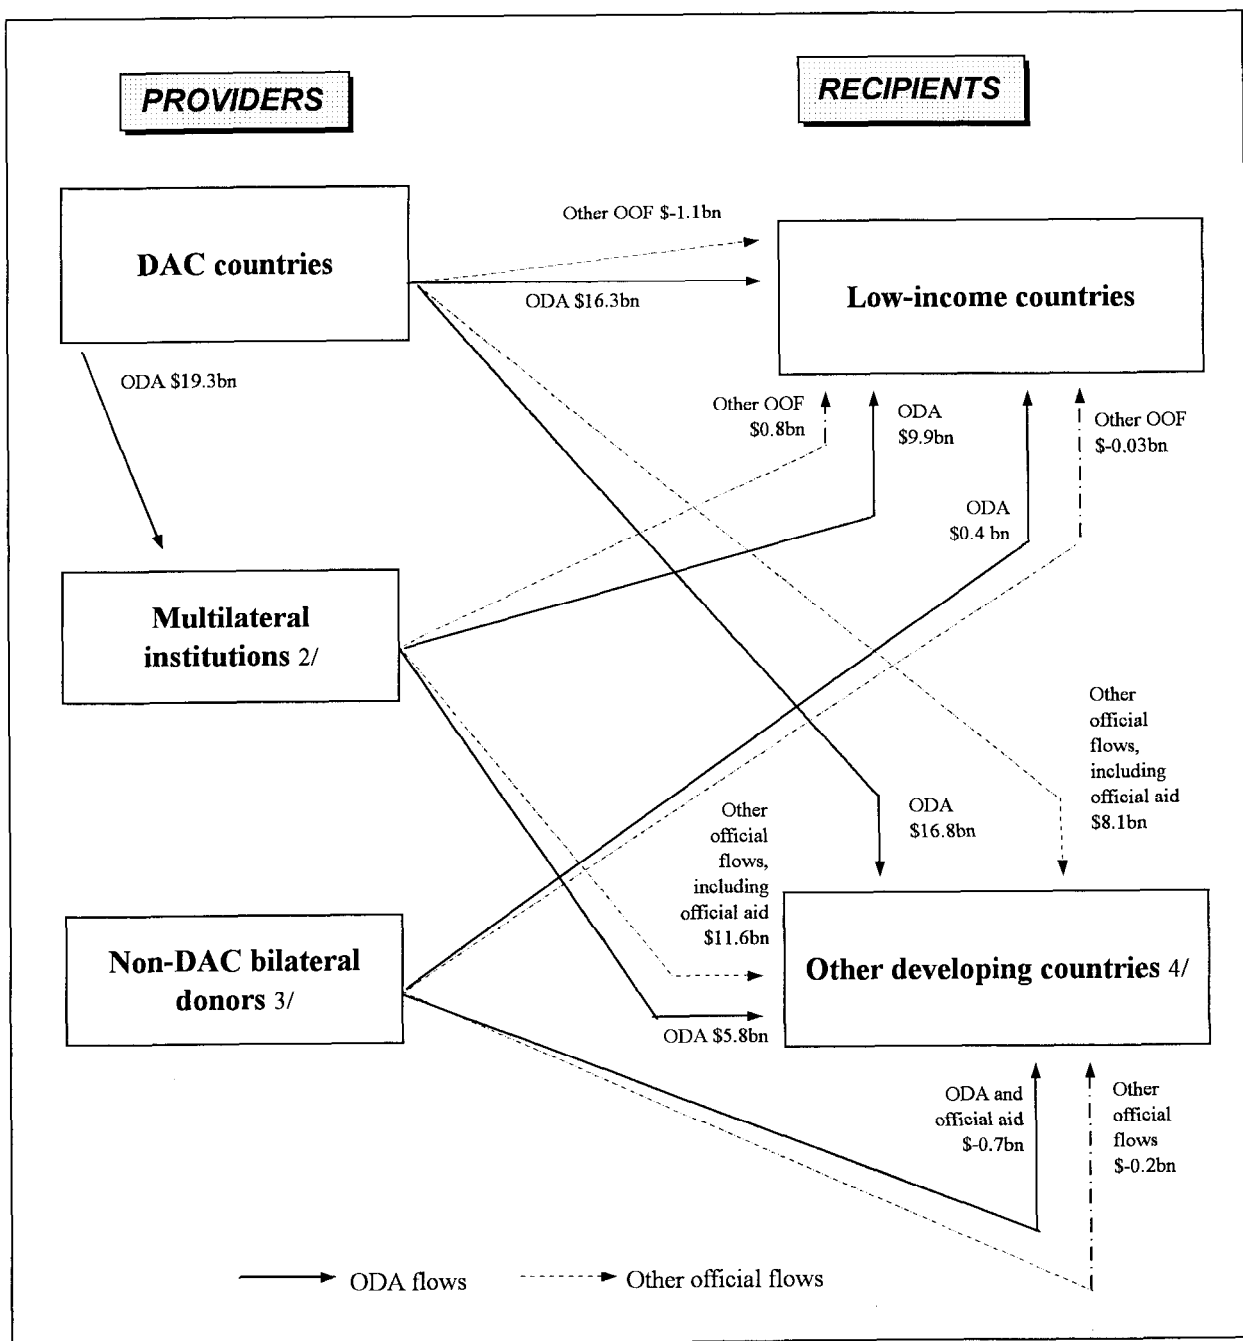 PROVIDERS
RECIPIENTS
DAC countries
Other OOF $-1.1bn
ODA $16.3bn
Low-income countries
ODA $19.3bn
Other OOF
$0.8bn
ODA
$9.9bn
Other OOF
$-0.03bn
ODA
$0.4 bn
Multilateral
institutions 2/
Other
official
flows,
including
official aid
$8.1bn
ODA
$16.8bn
Other
official
flows,
including
official aid
$11.6bn
Non-DAC bilateral
donors 3/
Other developing countries 4/
ODA $5.8bn
ODA and
official aid
$-0.7bn
Other
official
flows
$-0.2bn
ODA flows
Other official flows